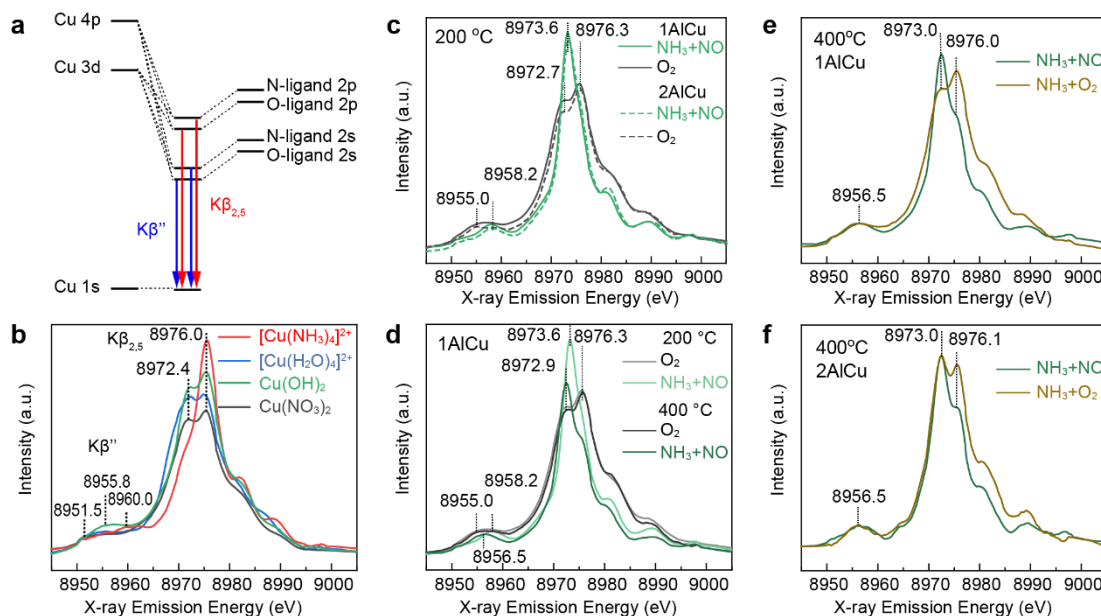 a
Cu 4p
Cu 3d
N-ligand 2p
O-ligand 2p
N-ligand 2s
O-ligand 2s
Kβ2,5
Kβ’’
Cu 1s
b
Kβ2,5
8976.0
8972.4
[Cu(NH₃)₄]²⁺
[Cu(H₂O)₄]²⁺
Cu(OH)₂
Cu(NO₃)₂
Kβ’’
8955.8
8951.5
8960.0
Intensity (a.u.)
8950 8960 8970 8980 8990 9000
X-ray Emission Energy (eV)
c
200 °C
8973.6
8976.3
8972.7
1AlCu
NH₃+NO
O₂
2AlCu
NH₃+NO
O₂
8958.2
8955.0
Intensity (a.u.)
8950 8960 8970 8980 8990 9000
X-ray Emission Energy (eV)
d
1AlCu
8973.6
8976.3
8972.9
200 °C
O₂
NH₃+NO
400 °C
O₂
NH₃+NO
8958.2
8955.0
8956.5
Intensity (a.u.)
8950 8960 8970 8980 8990 9000
X-ray Emission Energy (eV)
e
400°C
1AlCu
8973.0
8976.0
NH₃+NO
NH₃+O₂
8956.5
Intensity (a.u.)
8950 8960 8970 8980 8990 9000
X-ray Emission Energy (eV)
f
400°C
2AlCu
8973.0
8976.1
NH₃+NO
NH₃+O₂
8956.5
Intensity (a.u.)
8950 8960 8970 8980 8990 9000
X-ray Emission Energy (eV)